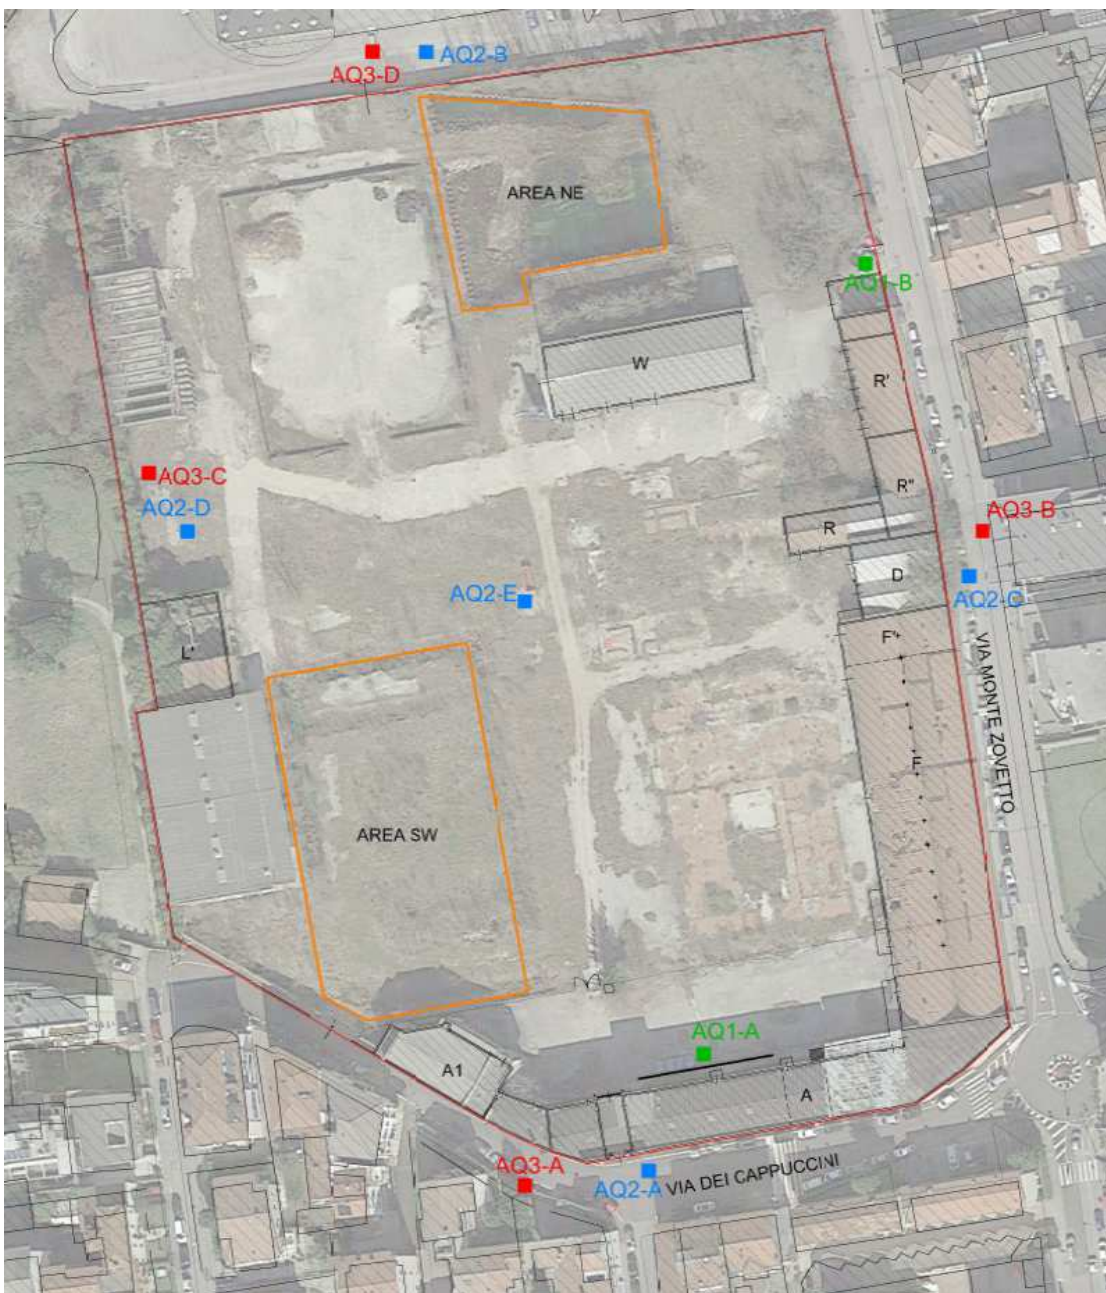 AQ3-D
AQ2-B
AREA NE
AQ1-B
W
R'
AQ3-C
R"
AQ2-D
R
AQ3-B
D
AQ2-E
AQ2-C
L'
F'
VIA MONTE ZOVETTO
F
AREA SW
AQ1-A
A1
A
AQ3-A
AQ2-A
VIA DEI CAPPUCCINI